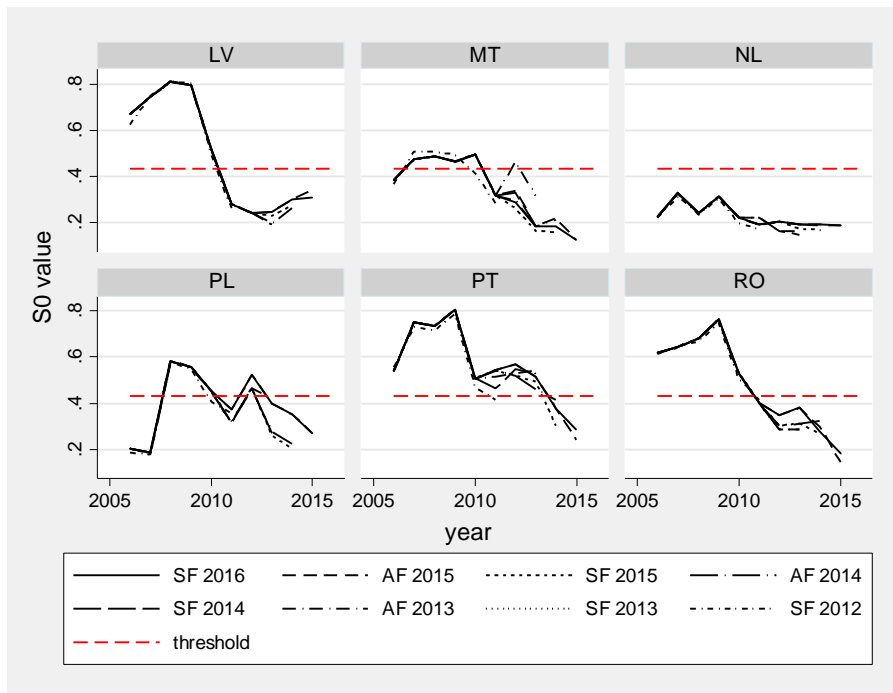 LV MT NL
.8
.6
.4
.2
PL PT RO
.8
.6
.4
.2
S0 value
2005 2010 2015 2005 2010 2015 2005 2010 2015
year
SF 2016 AF 2015 SF 2015 AF 2014
SF 2014 AF 2013 SF 2013 SF 2012
threshold